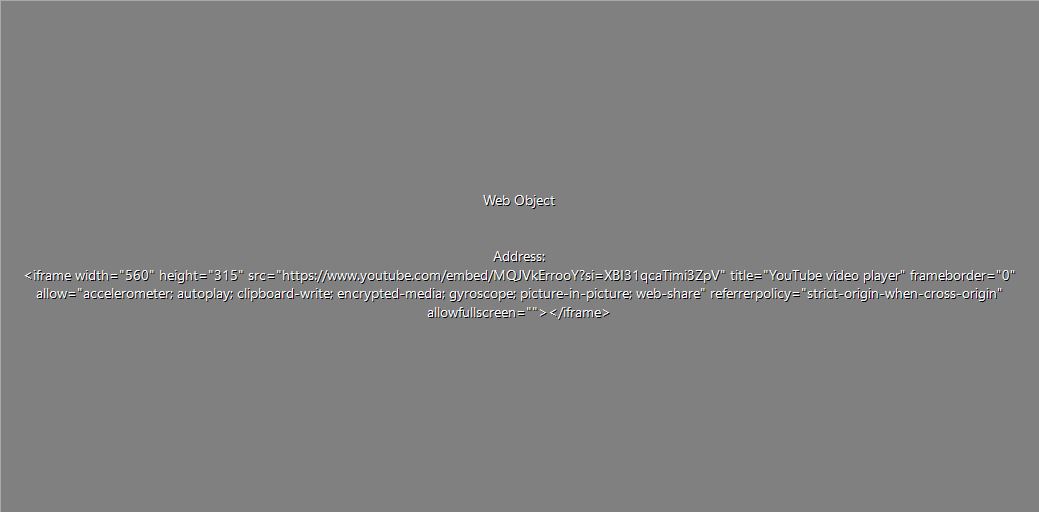 Web Object
Address:
<iframe width="560" height="315" src="https://www.youtube.com/embed/MQJVkErrooY?si=XBl31qcaTimi3ZpV" title="YouTube video player" frameborder="0"
allow="accelerometer; autoplay; clipboard-write; encrypted-media; gyroscope; picture-in-picture; web-share" referrerpolicy="strict-origin-when-cross-origin"
allowfullscreen=""></iframe>